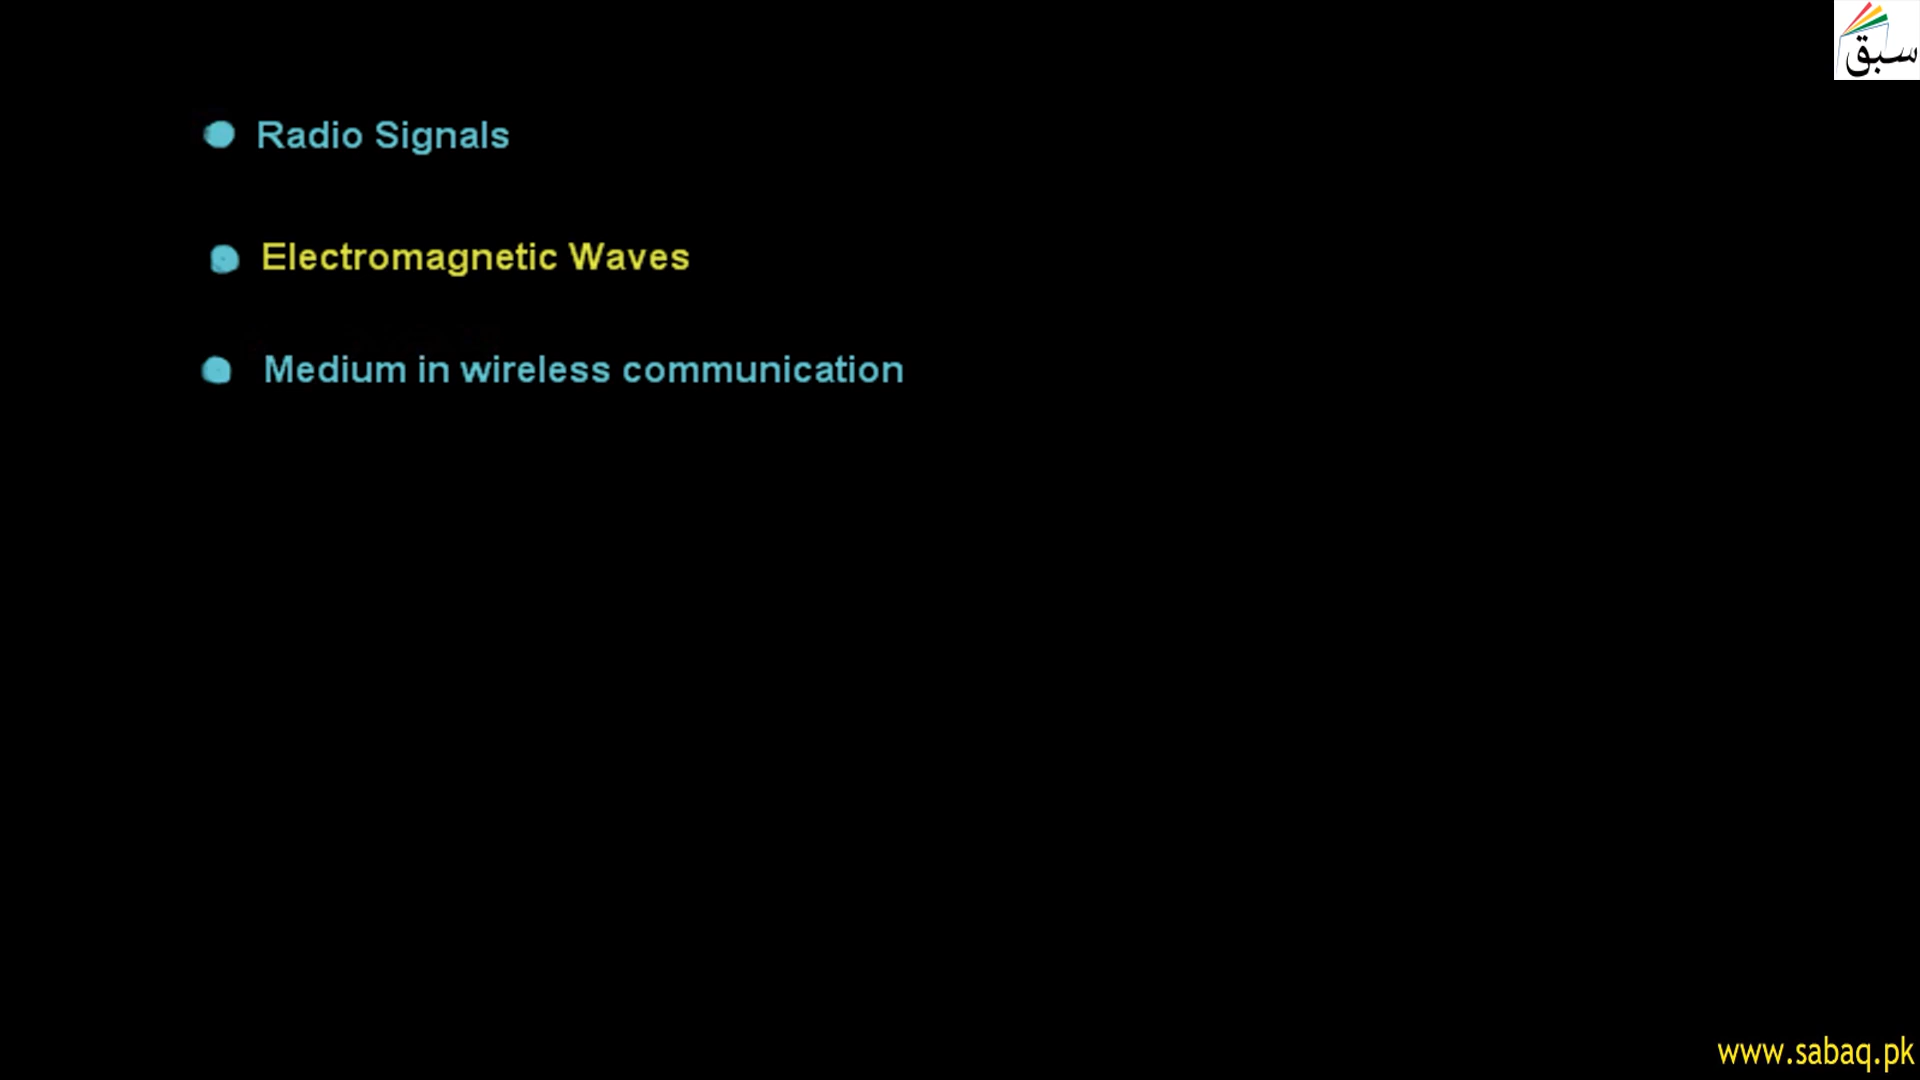 سبق
Radio Signals
Electromagnetic Waves
Medium in wireless communication
www.sabaq.pk